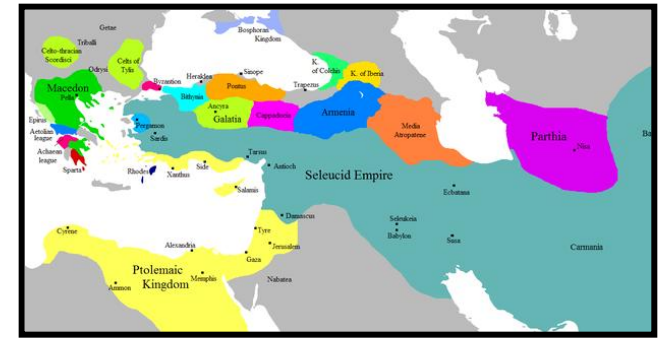 Getae
Bosphoran
Kingdom
Triballi
Celto-thracian
Scordisci
Celts of
Tylis
Odrysi
K.
of Colchis
K. of Iberia
Byzantion
Heraklea
Sinope
Trapezus
Macedon
Pella
Bithynia
Pontus
Ancyra
Galatia
Cappadocia
Armenia
Media
Atropatene
Parthia
Nisa
Ba
Epirus
Aetolian
league
Pergamon
Sardis
Achaean
league
Sparta
Rhodes
Xanthus
Side
Tarsus
Antioch
Salamis
Seleucid Empire
Ecbatana
Damascus
Seleukeia
Babylon
Susa
Carmania
Cyrene
Tyre
Jerusalem
Alexandria
Gaza
Ptolemaic
Kingdom
Memphis
Ammon
Nabatea